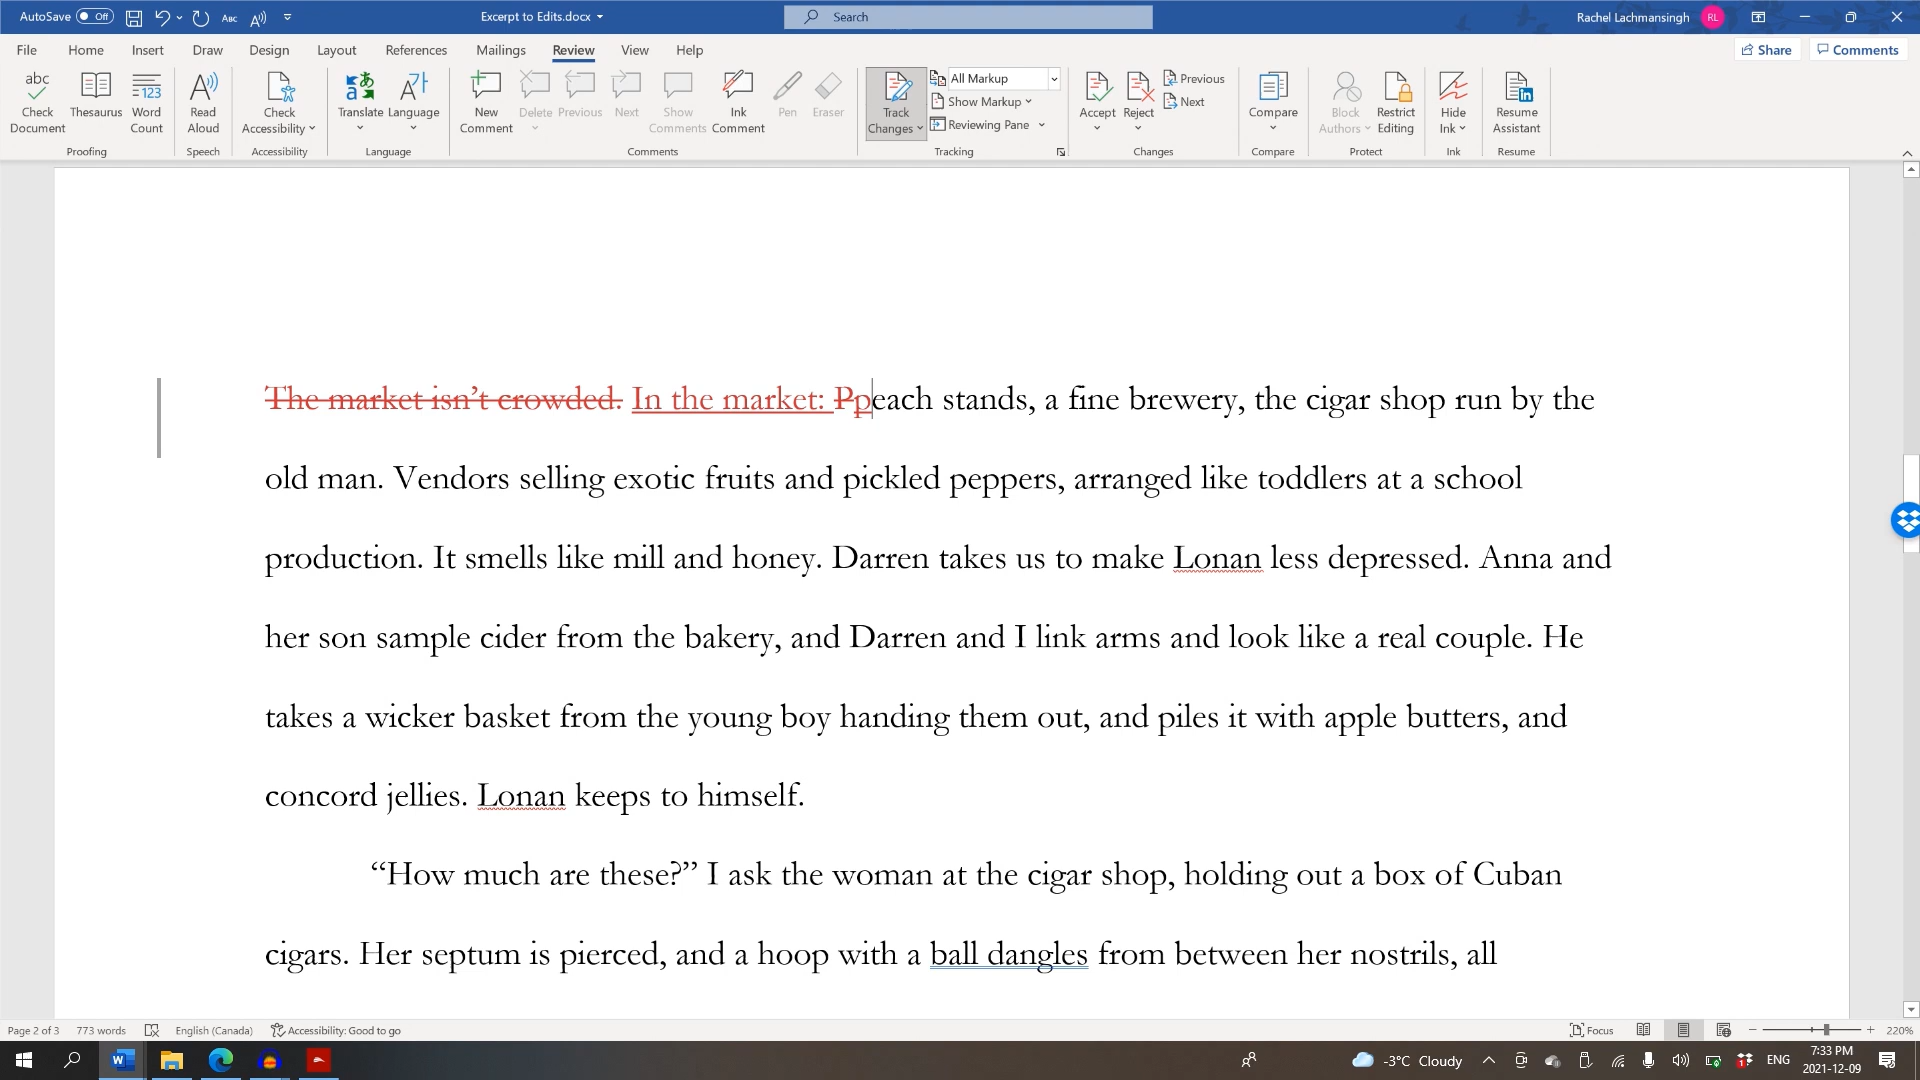 AutoSave Off Abc A Excerpt to Edits.docx Search Rachel Lachmansingh RL
File Home Insert Draw Design Layout References Mailings Review View Help Share Comments
abc Check Document
Thesaurus
123 Word Count
Proofing
A Read Aloud
Speech
Check Accessibility
Accessibility
Translate
Language
Language
New Comment
Delete
Previous
Next
Show Comments
Ink Comment
Pen
Eraser
Comments
Track Changes
All Markup
Show Markup
Reviewing Pane
Tracking
Accept
Reject
Previous
Next
Changes
Compare
Compare
Block Authors
Restrict Editing
Protect
Hide Ink
Ink
Resume Assistant
Resume
The market isn’t crowded. In the market: Ppeach stands, a fine brewery, the cigar shop run by the
old man. Vendors selling exotic fruits and pickled peppers, arranged like toddlers at a school
production. It smells like mill and honey. Darren takes us to make Lonan less depressed. Anna and
her son sample cider from the bakery, and Darren and I link arms and look like a real couple. He
takes a wicker basket from the young boy handing them out, and piles it with apple butters, and
concord jellies. Lonan keeps to himself.
“How much are these?” I ask the woman at the cigar shop, holding out a box of Cuban
cigars. Her septum is pierced, and a hoop with a ball dangles from between her nostrils, all
Page 2 of 3 773 words English (Canada) Accessibility: Good to go Focus 220%
-3°C Cloudy ENG 7:33 PM
2021-12-09